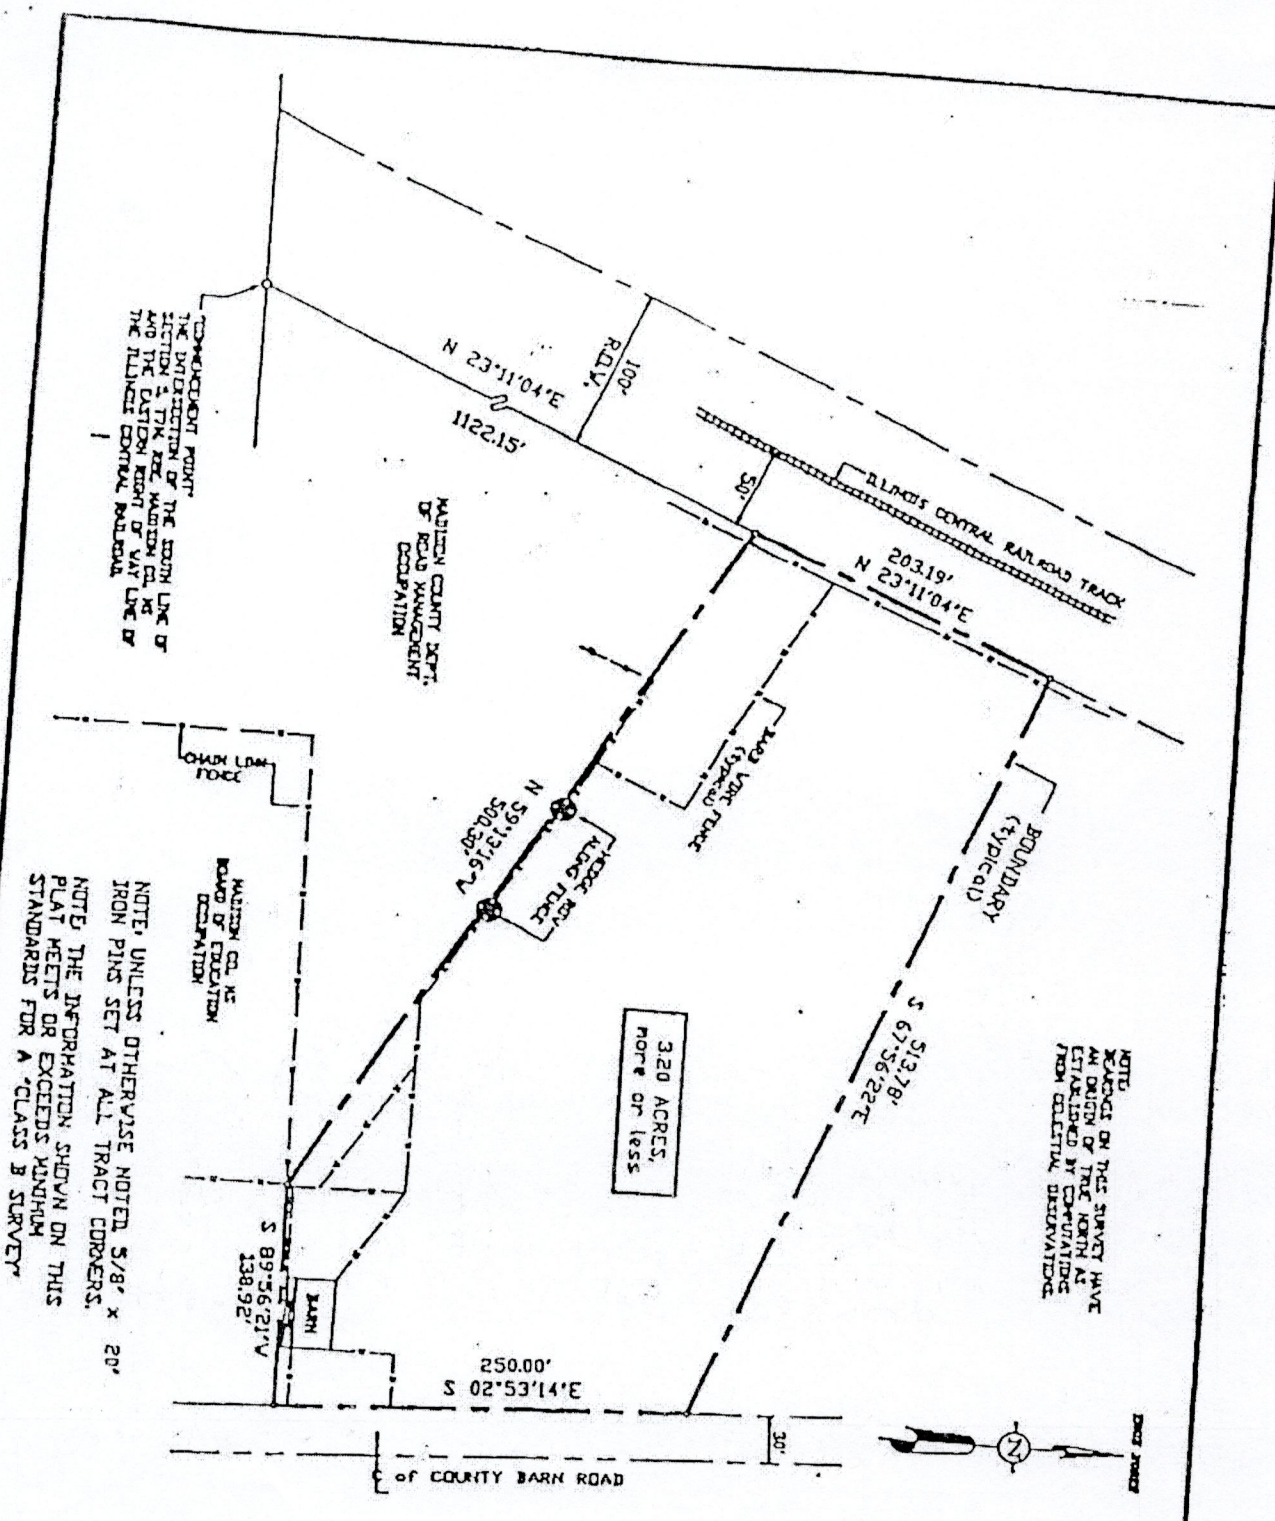 "COMMENCEMENT POINT"
THE INTERSECTION OF THE SOUTH LINE OF
AND THE EASTERN RIGHT OF WAY LINE OF
THE ILLINOIS CENTRAL RAILROAD.
N 23°11'04"E
1122.15'
100'
R.O.W.
50'
ILLINOIS CENTRAL RAILROAD TRACK
203.19'
N 23°11'04"E
MADISON COUNTY DEPT.
OF ROAD MANAGEMENT
OCCUPATION
BARB WIRE FENCE
(typical)
BOUNDARY
(typical)
CHAIN LINK
FENCE
N 59°13'16"W
500.30'
HEDGE ROW
ALONG FENCE
513.78'
S 67°56'22"E
3.20 ACRES,
more or less
MADISON CO. MS
BOARD OF EDUCATION
OCCUPATION
NOTE:
BEARINGS ON THIS SURVEY HAVE
AN ORIGIN OF TRUE NORTH AS
ESTABLISHED BY COMPUTATIONS
FROM CELESTIAL OBSERVATIONS.
NOTE: UNLESS OTHERWISE NOTED 5/8" x 20"
IRON PINS SET AT ALL TRACT CORNERS.
NOTE: THE INFORMATION SHOWN ON THIS
PLAT MEETS OR EXCEEDS MINIMUM
STANDARDS FOR A "CLASS B SURVEY"
S 89°56'21"W
138.92'
BARN
250.00'
S 02°53'14"E
30'
C of COUNTY BARN ROAD
N
TRUE NORTH